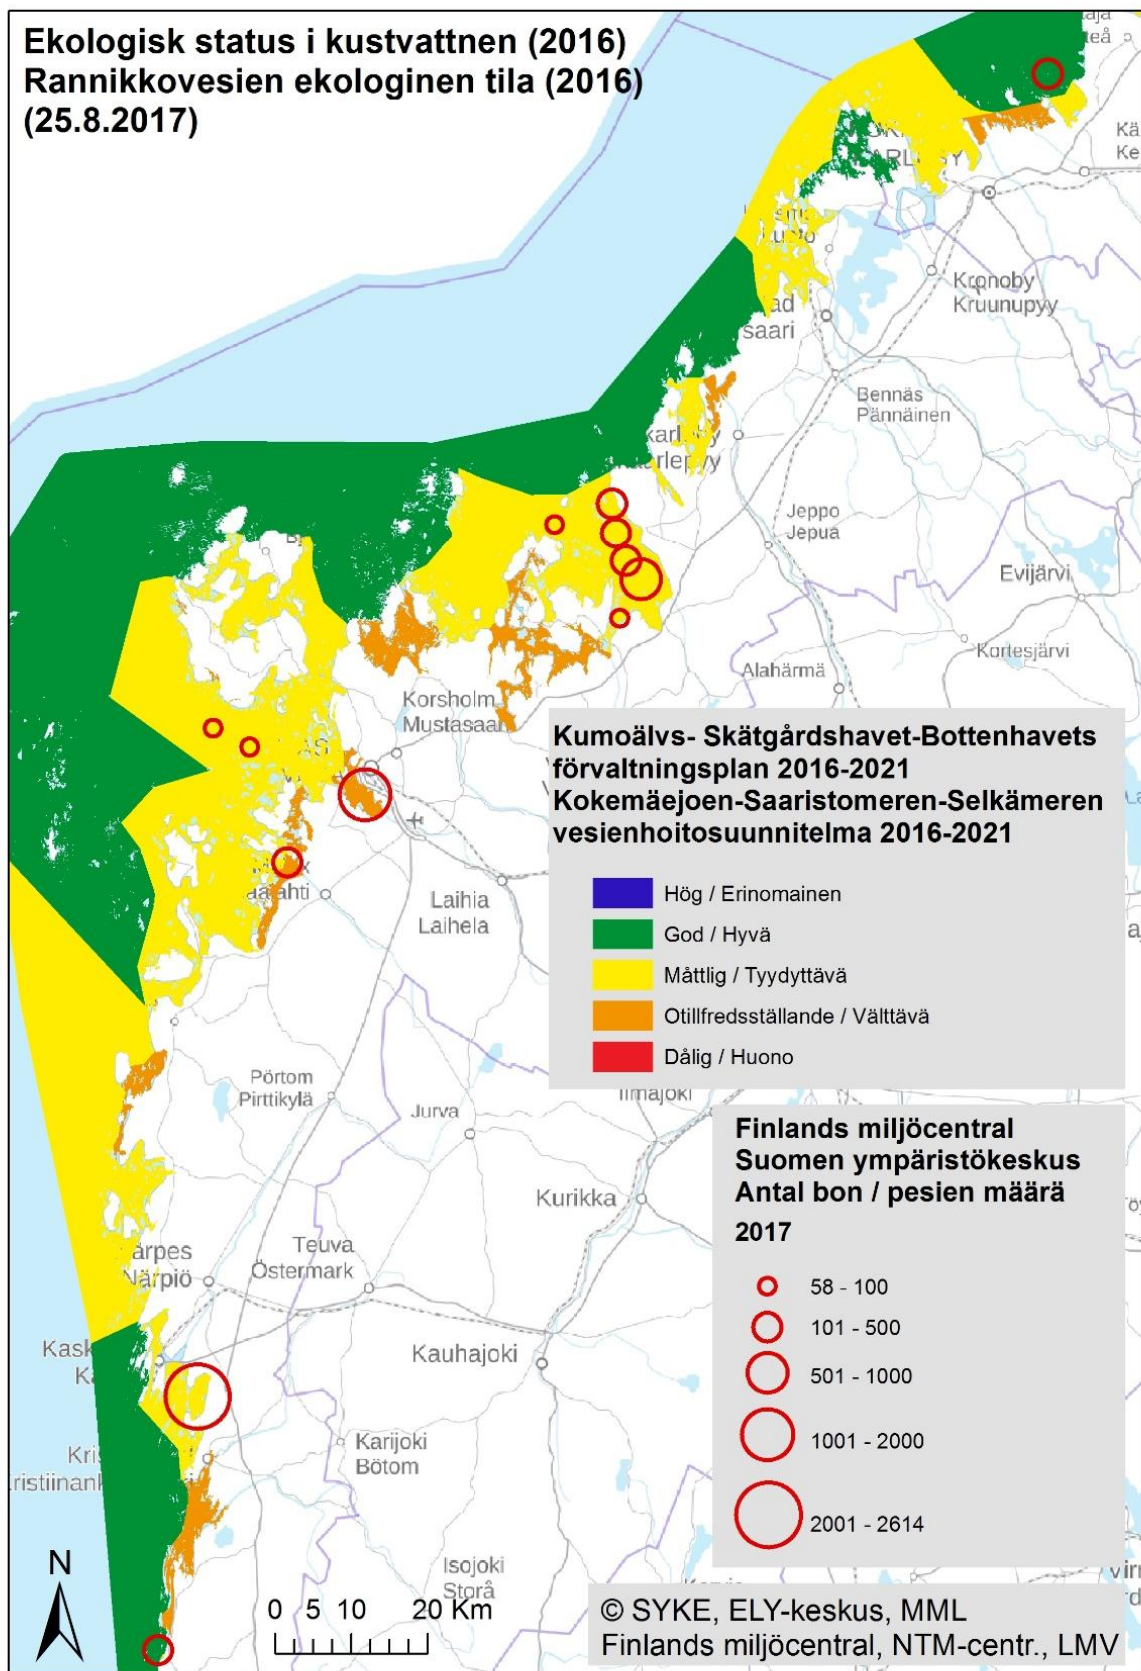 Ekologisk status i kustvattnen (2016)
Rannikkovesien ekologinen tila (2016)
(25.8.2017)
Kronoby
Kruunupyy
Bennäs
Pännäinen
Jeppo
Jepua
Evijärvi
Kortesjärvi
Alahärmä
Korsholm
Mustasaari
Laihia
Laihela
Kumoälvs- Skätgårdshavet-Bottenhavets
förvaltningsplan 2016-2021
Kokemäejoen-Saaristomeren-Selkämeren
vesienhoitosuunnitelma 2016-2021
Hög / Erinomainen
God / Hyvä
Måttlig / Tyydyttävä
Otillfredsställande / Välttävä
Dålig / Huono
Ilmajoki
Pörtom
Pirttikylä
Jurva
Kurikka
Teuva
Östermark
Närpiö
Kauhajoki
Karijoki
Bötom
Isojoki
Storå
Finlands miljöcentral
Suomen ympäristökeskus
Antal bon / pesien määrä
2017
58 - 100
101 - 500
501 - 1000
1001 - 2000
2001 - 2614
N
0 5 10 20 Km
© SYKE, ELY-keskus, MML
Finlands miljöcentral, NTM-centr., LMV